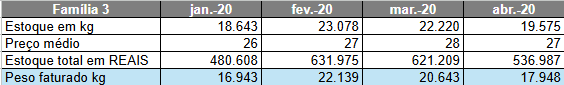 Família 3 jan.-20 fev.-20 mar.-20 abr.-20
Estoque em kg 18.643 23.078 22.220 19.575
Preço médio 26 27 28 27
Estoque total em REAIS 480.608 631.975 621.209 536.987
Peso faturado kg 16.943 22.139 20.643 17.948